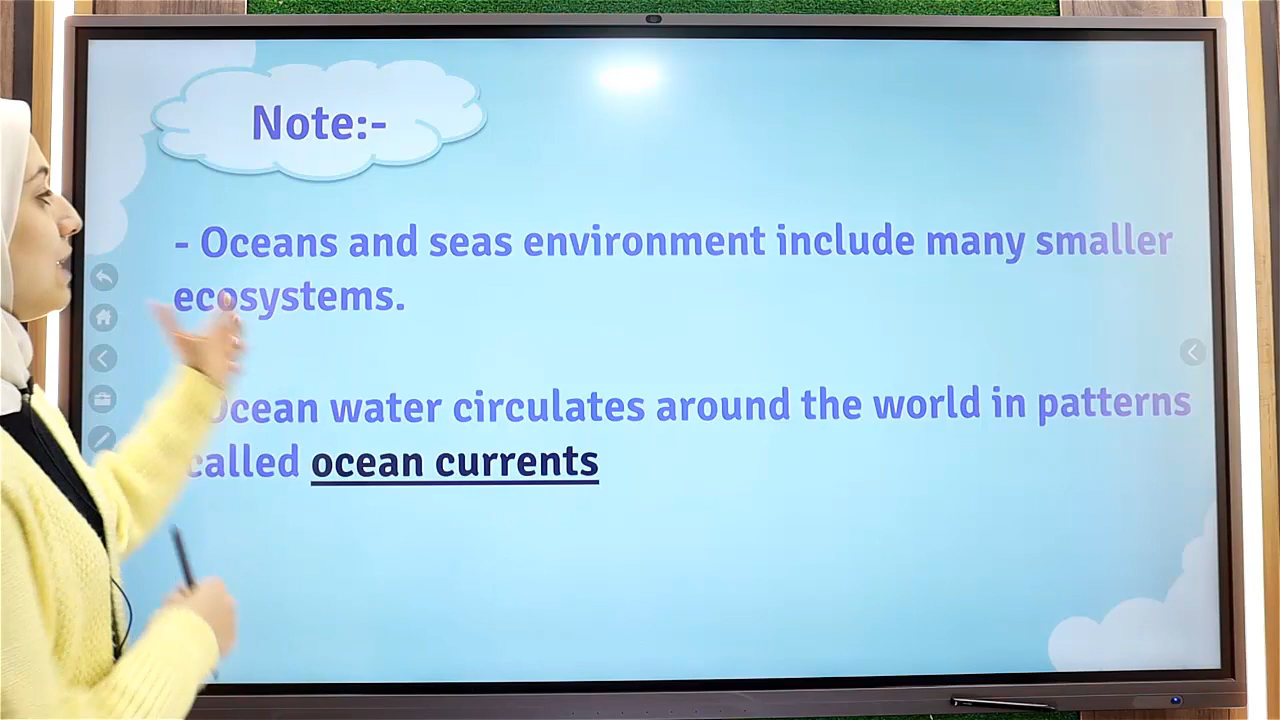 Note:-
- Oceans and seas environment include many smaller
ecosystems.
Ocean water circulates around the world in patterns
called ocean currents